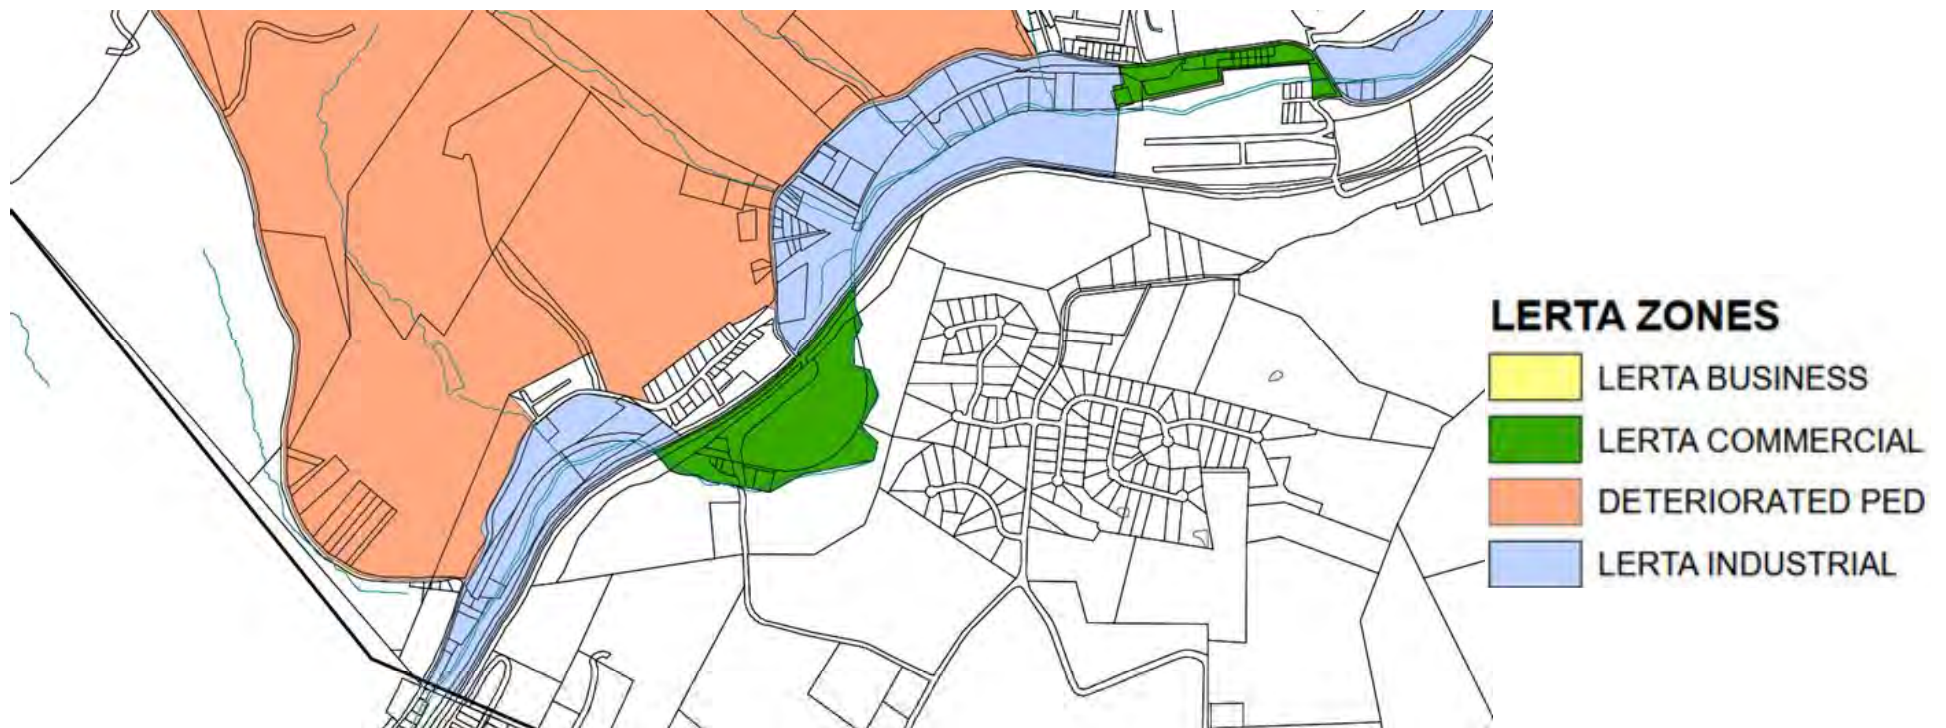 LERTA ZONES
LERTA BUSINESS
LERTA COMMERCIAL
DETERIORATED PED
LERTA INDUSTRIAL